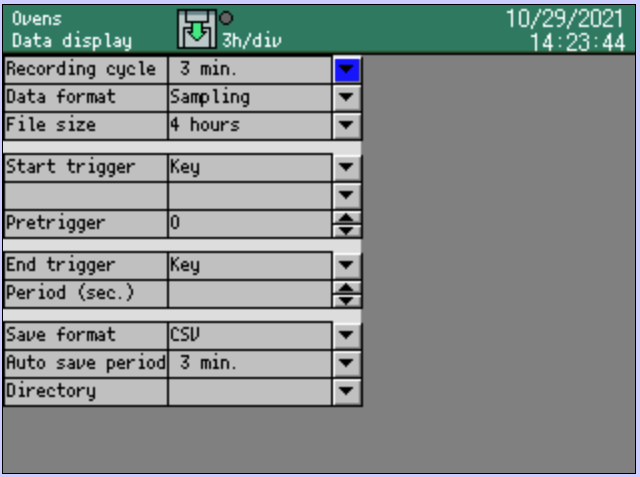 Ovens
Data display
3h/div
10/29/2021
14:23:44
Recording cycle 3 min.
Data format Sampling
File size 4 hours
Start trigger Key
Pretrigger 0
End trigger Key
Period (sec.)
Save format CSV
Auto save period 3 min.
Directory